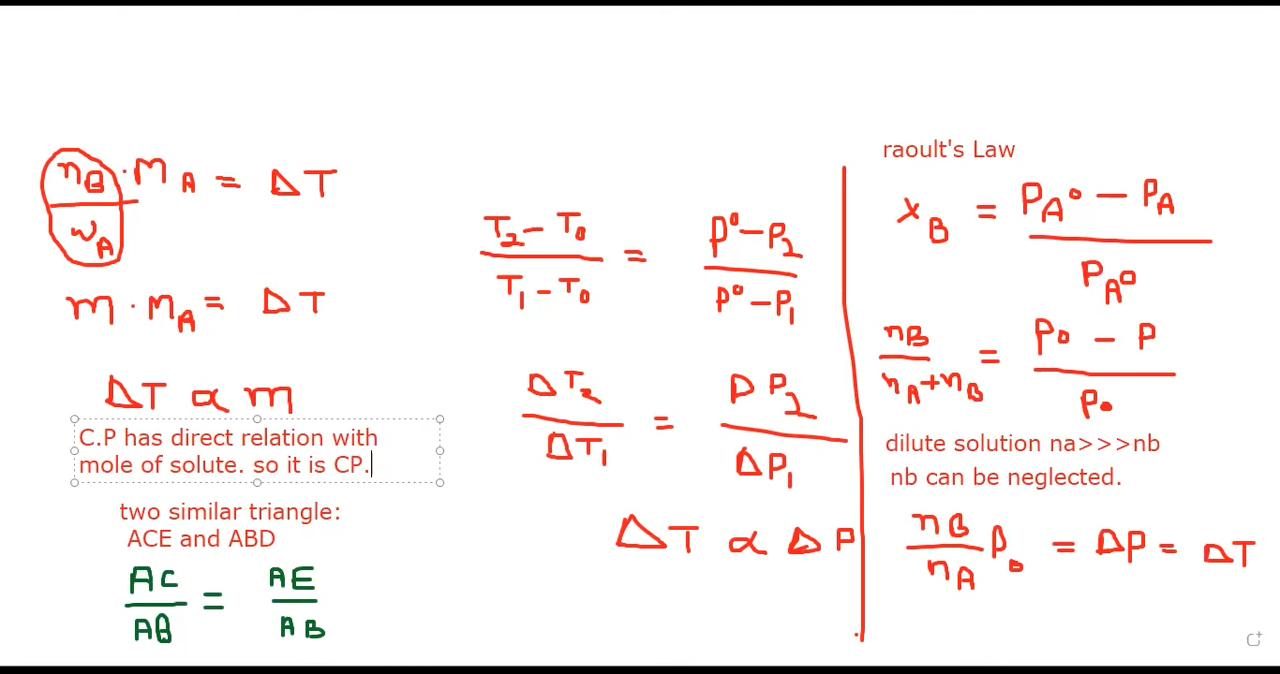 nB/wA · MA = ΔT
m · MA = ΔT
ΔT ∝ m
C.P has direct relation with
mole of solute. so it is CP.
two similar triangle:
ACE and ABD
AC/AB = AE/AB
T2 – T0 / T1 – T0 = P⁰ – P2 / P⁰ – P1
ΔT2/ΔT1 = ΔP2/ΔP1
ΔT ∝ ΔP
raoult's Law
xB = PA⁰ – PA / PA⁰
nB / nA + nB = P⁰ – P / P⁰
dilute solution na>>>nb
nb can be neglected.
nB/nA P₀ = ΔP = ΔT